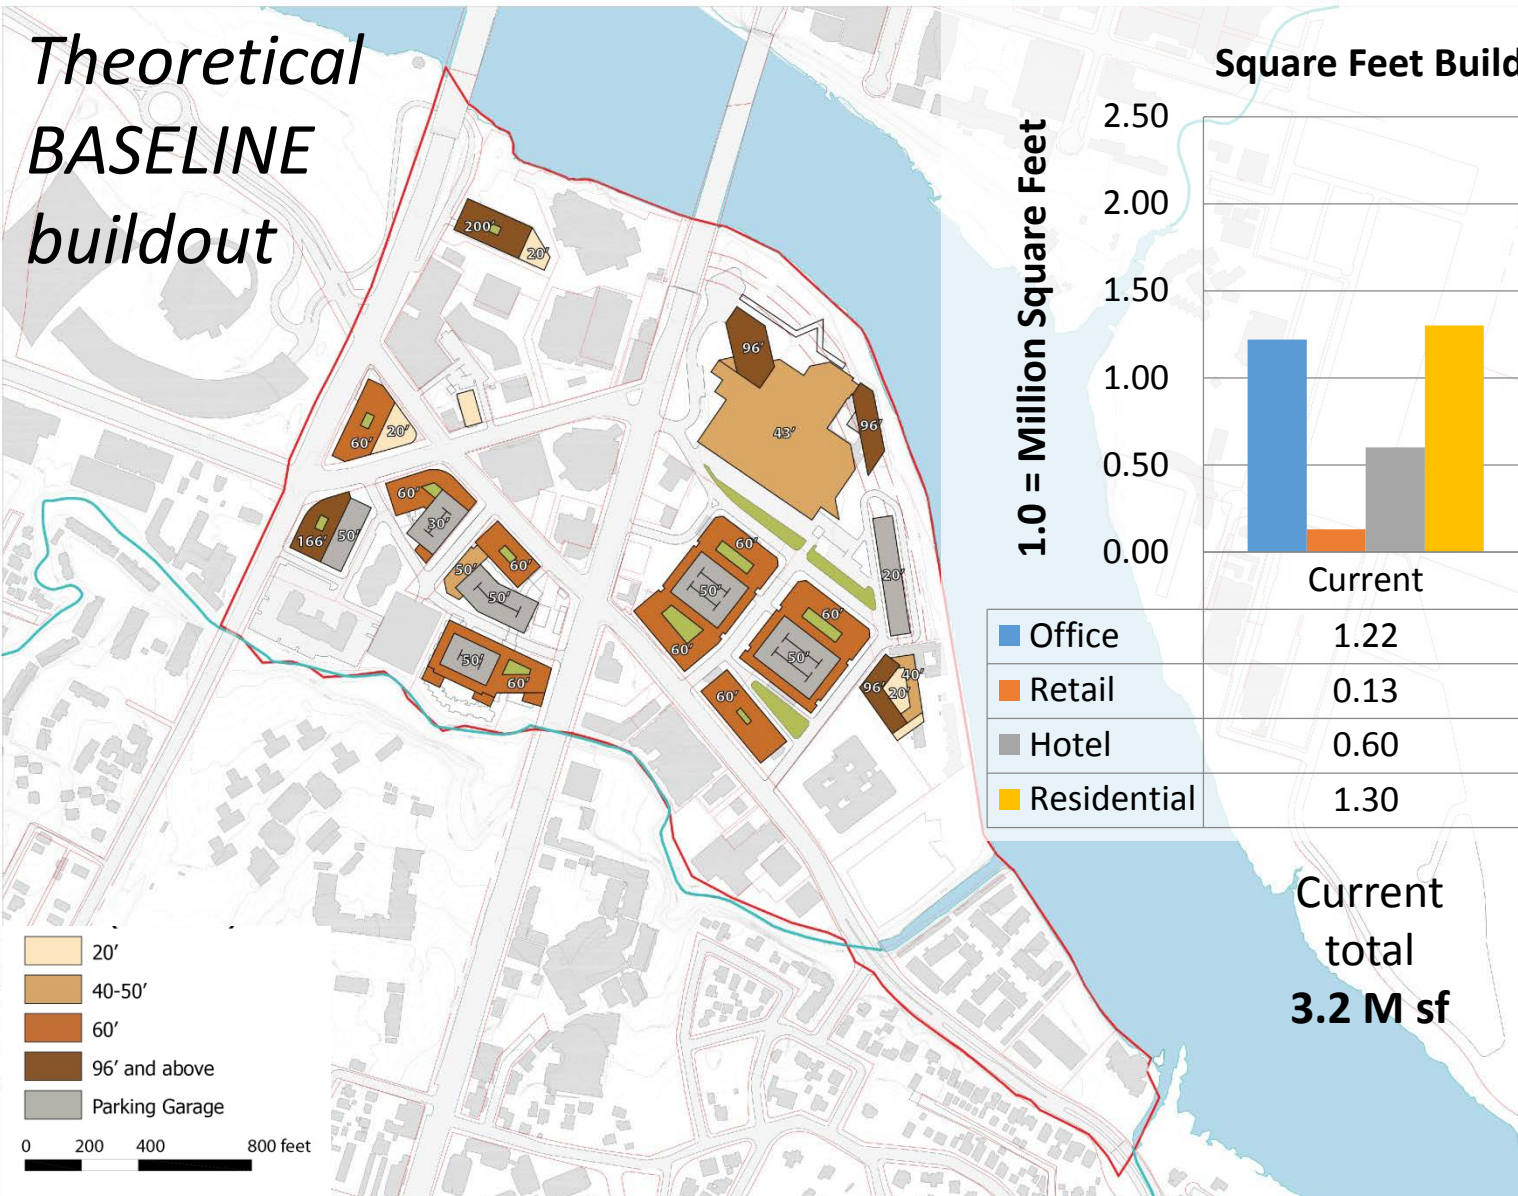 Theoretical
BASELINE
buildout
200'
20'
96'
43'
96'
60'
20'
60'
30'
166'
50'
50'
60'
50'
50'
60'
60'
50'
60'
60'
50'
60'
20'
96'
40'
20'
20'
40-50'
60'
96' and above
Parking Garage
0 200 400 800 feet
Square Feet Build
1.0 = Million Square Feet
2.50
2.00
1.50
1.00
0.50
0.00
Current
Office 1.22
Retail 0.13
Hotel 0.60
Residential 1.30
Current
total
3.2 M sf